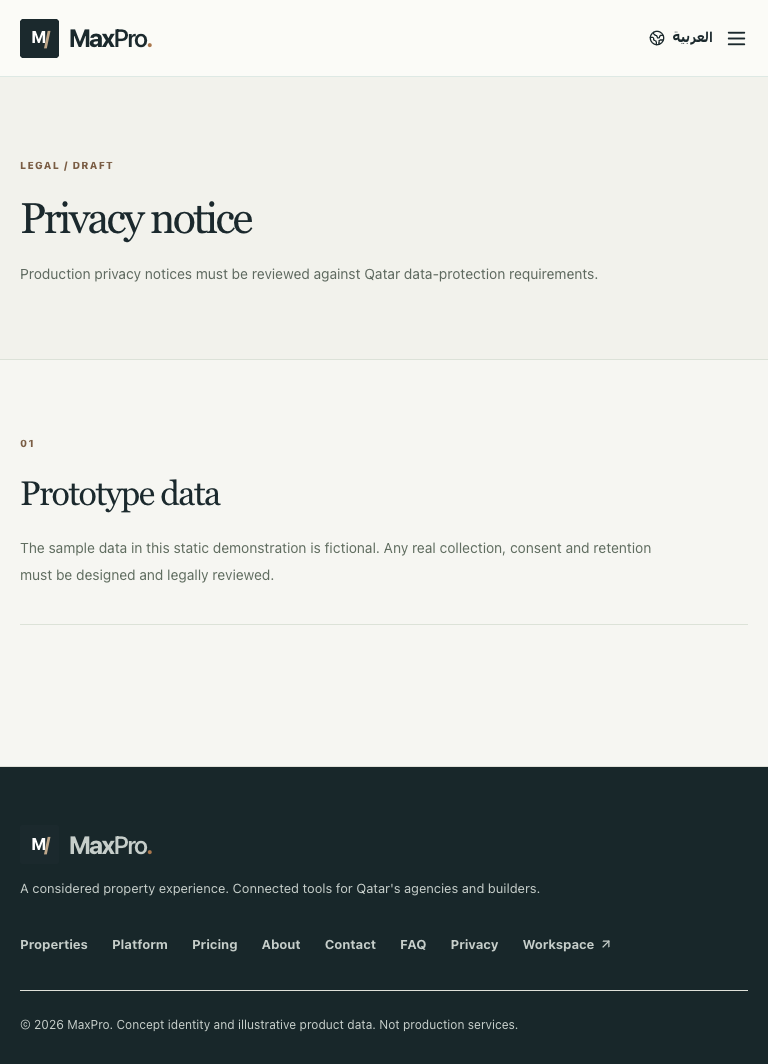 M/ MaxPro.
العربية
LEGAL / DRAFT
Privacy notice
Production privacy notices must be reviewed against Qatar data-protection requirements.
01
Prototype data
The sample data in this static demonstration is fictional. Any real collection, consent and retention
must be designed and legally reviewed.
M/ MaxPro.
A considered property experience. Connected tools for Qatar's agencies and builders.
Properties Platform Pricing About Contact FAQ Privacy Workspace ↗
© 2026 MaxPro. Concept identity and illustrative product data. Not production services.